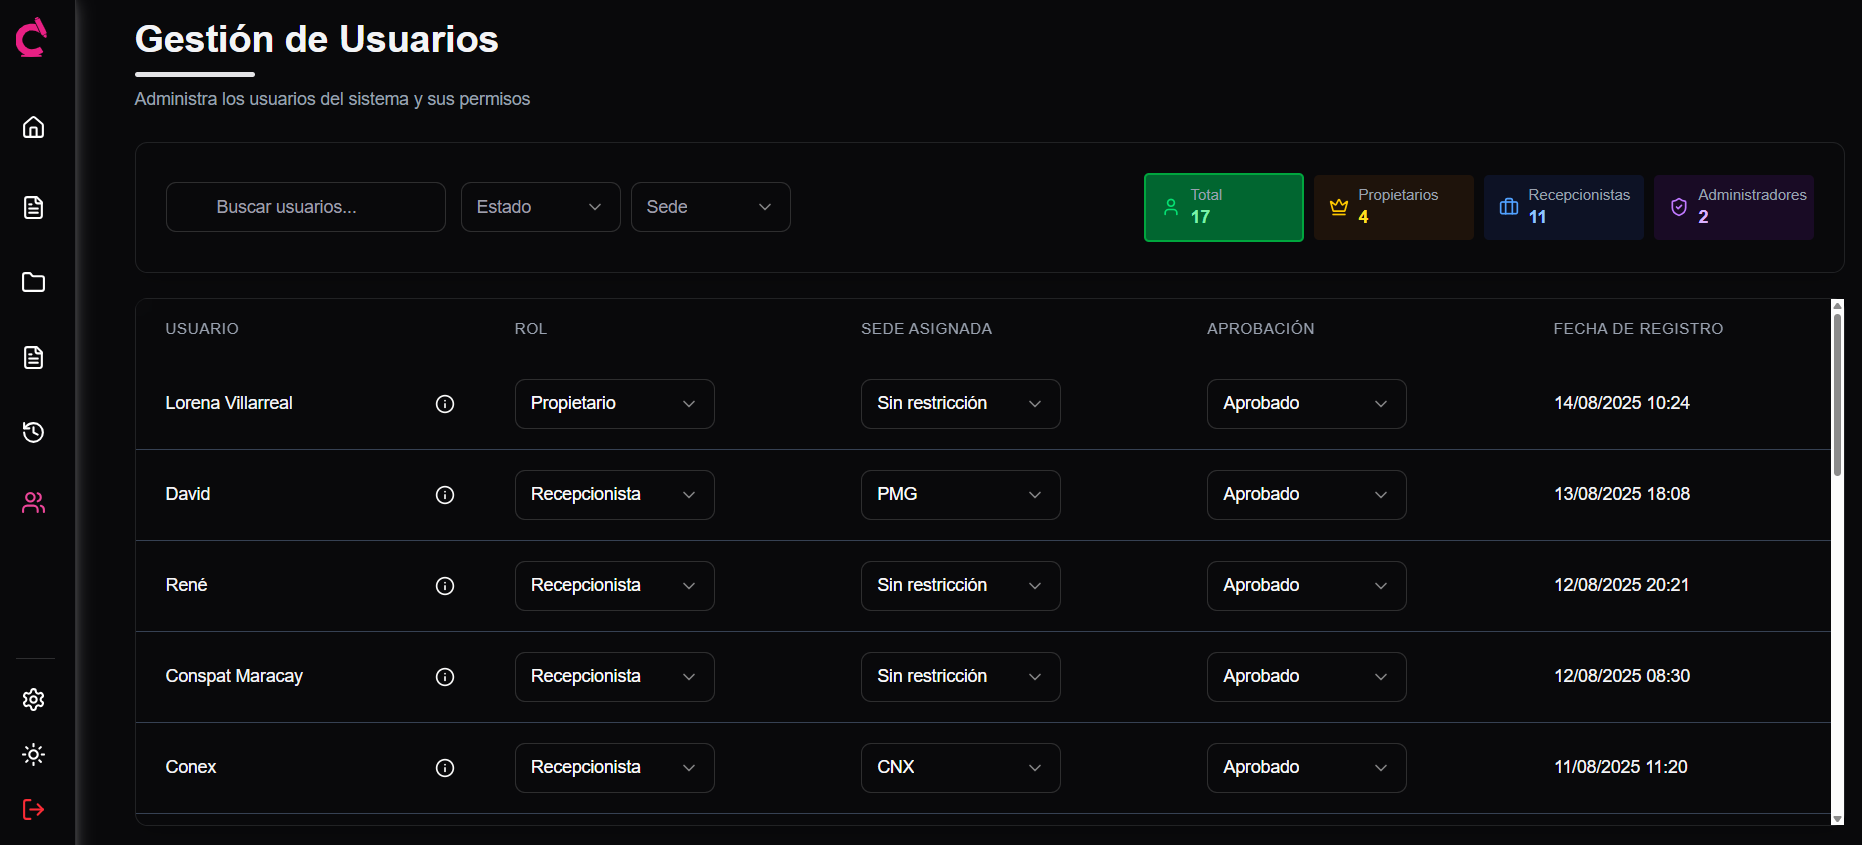 Gestión de Usuarios
Administra los usuarios del sistema y sus permisos
Buscar usuarios...
Estado
Sede
Total
17
Propietarios
4
Recepcionistas
11
Administradores
2
USUARIO ROL SEDE ASIGNADA APROBACIÓN FECHA DE REGISTRO
Lorena Villarreal Propietario Sin restricción Aprobado 14/08/2025 10:24
David Recepcionista PMG Aprobado 13/08/2025 18:08
René Recepcionista Sin restricción Aprobado 12/08/2025 20:21
Conspat Maracay Recepcionista Sin restricción Aprobado 12/08/2025 08:30
Conex Recepcionista CNX Aprobado 11/08/2025 11:20